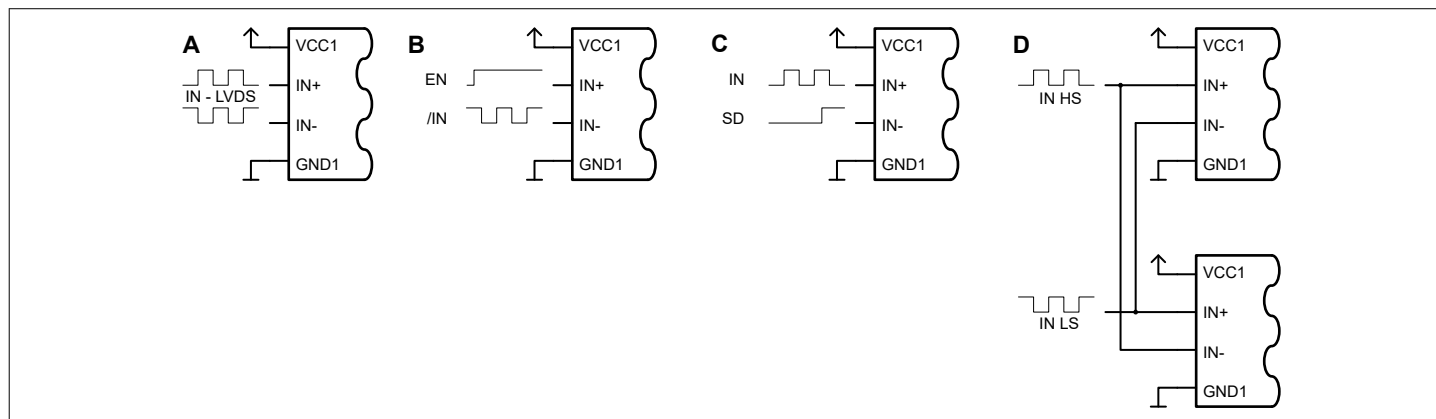 A
VCC1
IN+
IN - LVDS
IN-
GND1
B
VCC1
EN
IN+
/IN
IN-
GND1
C
VCC1
IN
IN+
SD
IN-
GND1
D
VCC1
IN+
IN HS
IN-
GND1
VCC1
IN+
IN LS
IN-
GND1